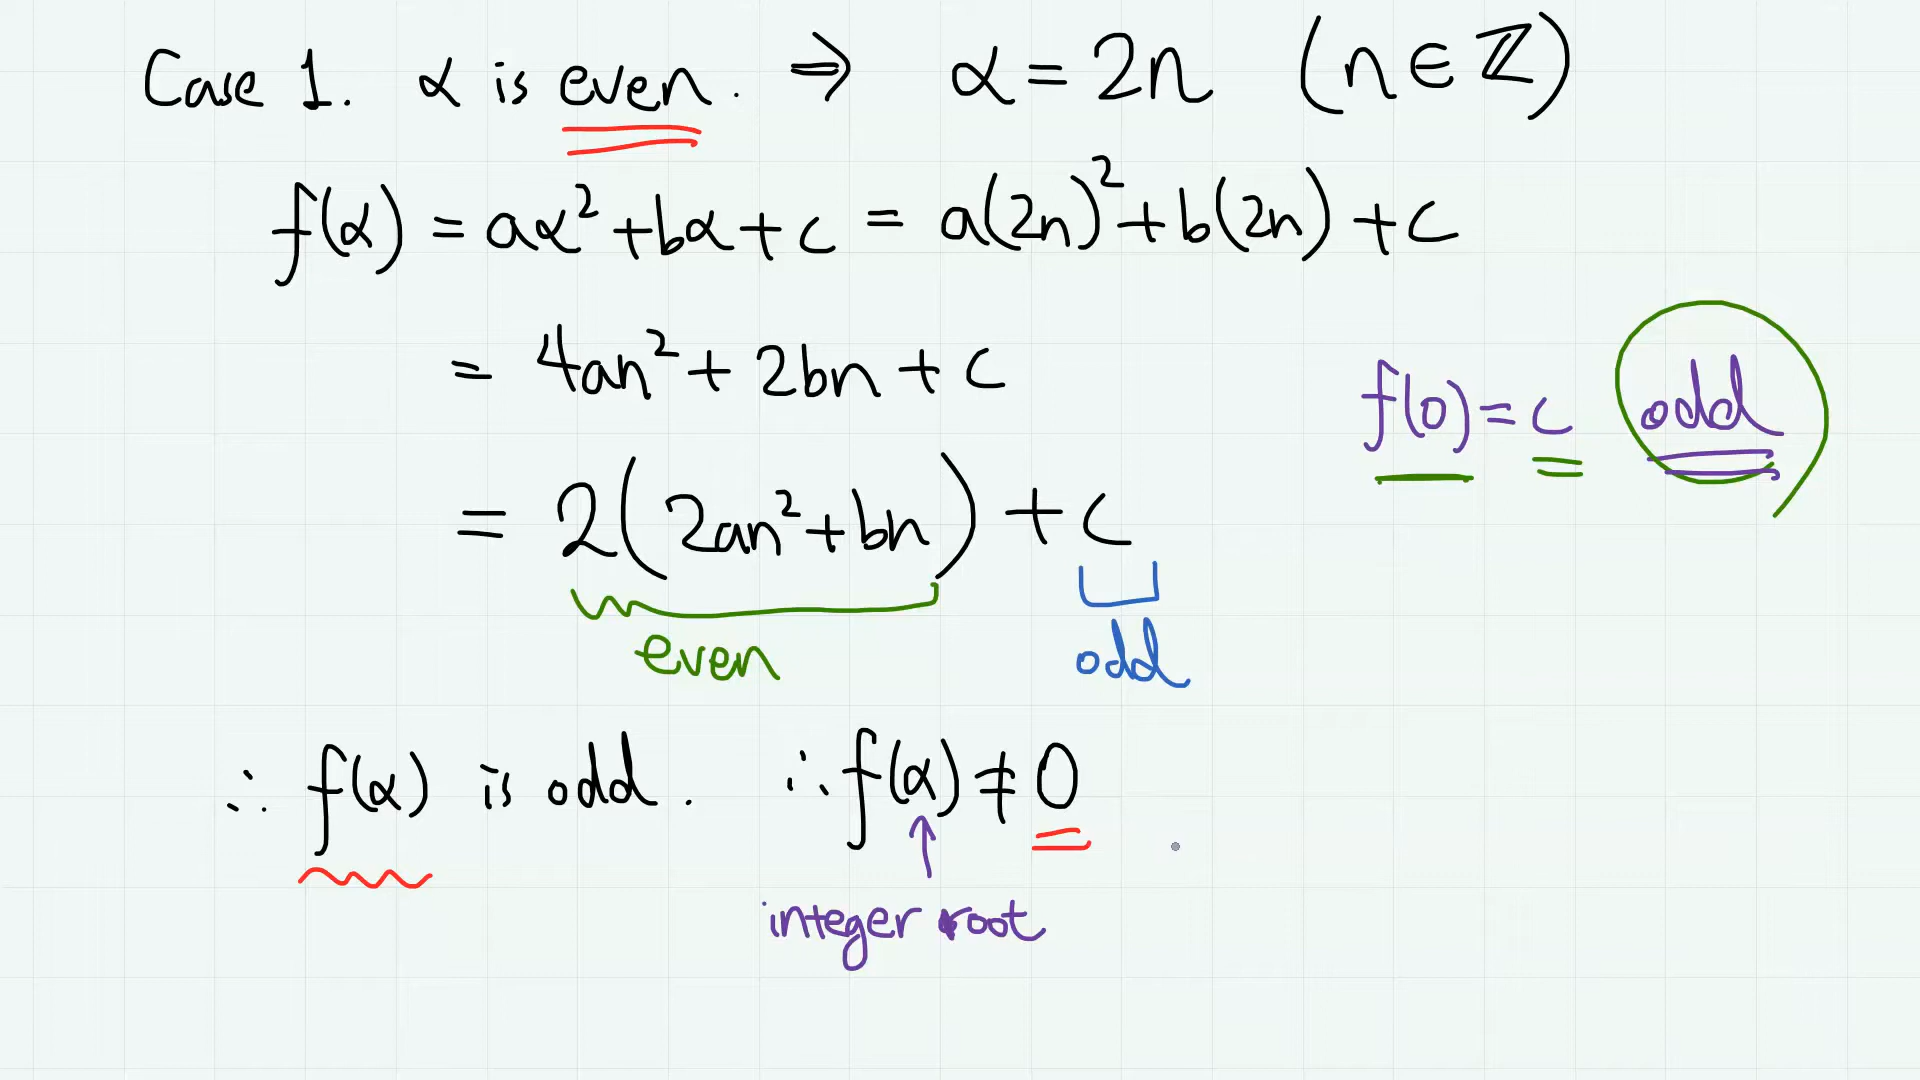 Case 1. α is even. ⇒ α = 2n (n ∈ ℤ)
f(α) = aα² + bα + c = a(2n)² + b(2n) + c
= 4an² + 2bn + c
f(0) = c odd
= 2(2an² + bn) + c
even odd
∴ f(α) is odd. ∴ f(α) ≠ 0
integer root